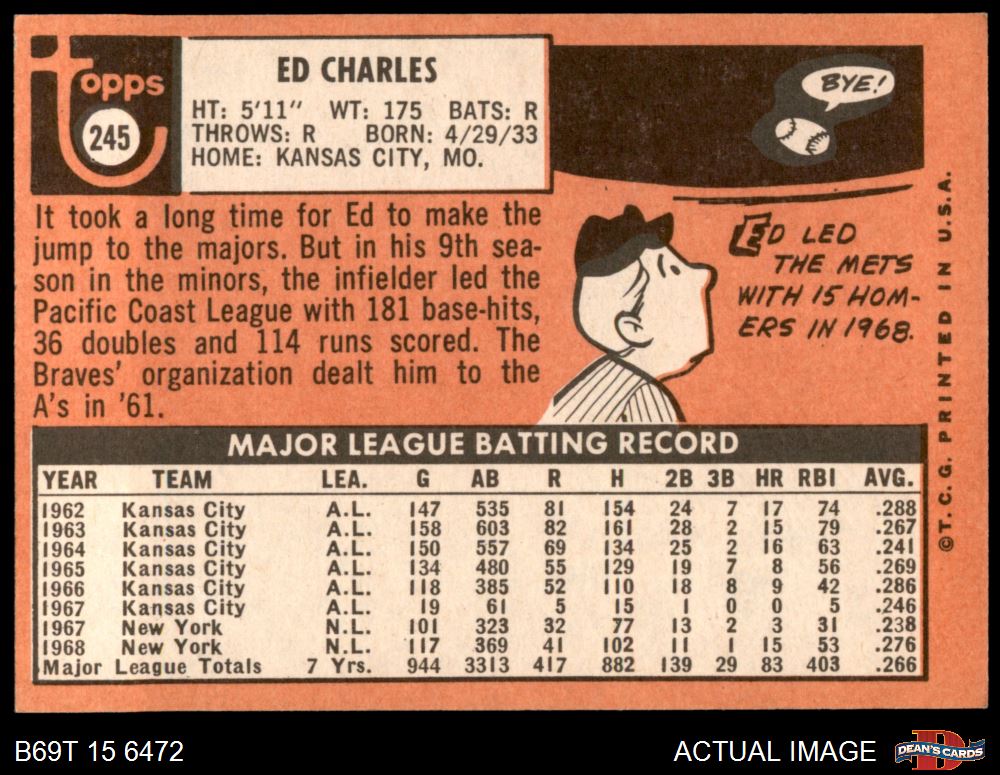 topps
245
ED CHARLES
HT: 5'11" WT: 175 BATS: R
THROWS: R BORN: 4/29/33
HOME: KANSAS CITY, MO.
BYE!
It took a long time for Ed to make the
jump to the majors. But in his 9th sea-
son in the minors, the infielder led the
Pacific Coast League with 181 base-hits,
36 doubles and 114 runs scored. The
Braves' organization dealt him to the
A's in '61.
ED LED
THE METS
WITH 15 HOM-
ERS IN 1968.
MAJOR LEAGUE BATTING RECORD
YEAR TEAM LEA. G AB R H 2B 3B HR RBI AVG.
1962 Kansas City A.L. 147 535 81 154 24 7 17 74 .288
1963 Kansas City A.L. 158 603 82 161 28 2 15 79 .267
1964 Kansas City A.L. 150 557 69 134 25 2 16 63 .241
1965 Kansas City A.L. 134 480 55 129 19 7 8 56 .269
1966 Kansas City A.L. 118 385 52 110 18 8 9 42 .286
1967 Kansas City A.L. 19 61 5 15 1 0 0 5 .246
1967 New York N.L. 101 323 32 77 13 2 3 31 .238
1968 New York N.L. 117 369 41 102 11 1 15 53 .276
Major League Totals 7 Yrs. 944 3313 417 882 139 29 83 403 .266
©T. C. G. PRINTED IN U.S.A.
B69T 15 6472
ACTUAL IMAGE
D
DEAN'S CARDS